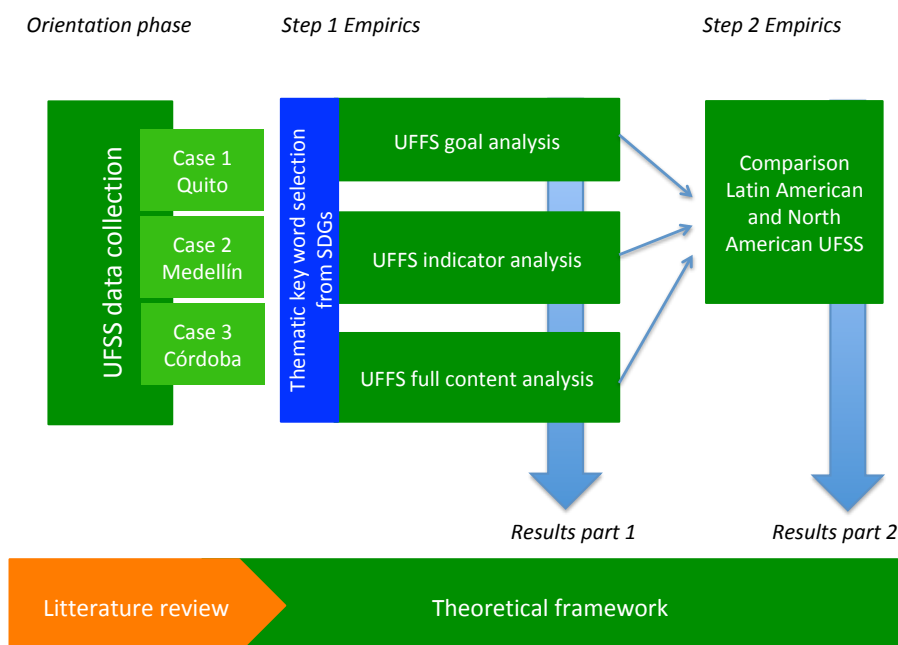 Orientation phase
Step 1 Empirics
Step 2 Empirics
UFSS data collection
Case 1
Quito
Case 2
Medellín
Case 3
Córdoba
Thematic key word selection
from SDGs
UFFS goal analysis
UFFS indicator analysis
UFFS full content analysis
Comparison
Latin American
and North
American UFSS
Results part 1
Results part 2
Litterature review
Theoretical framework